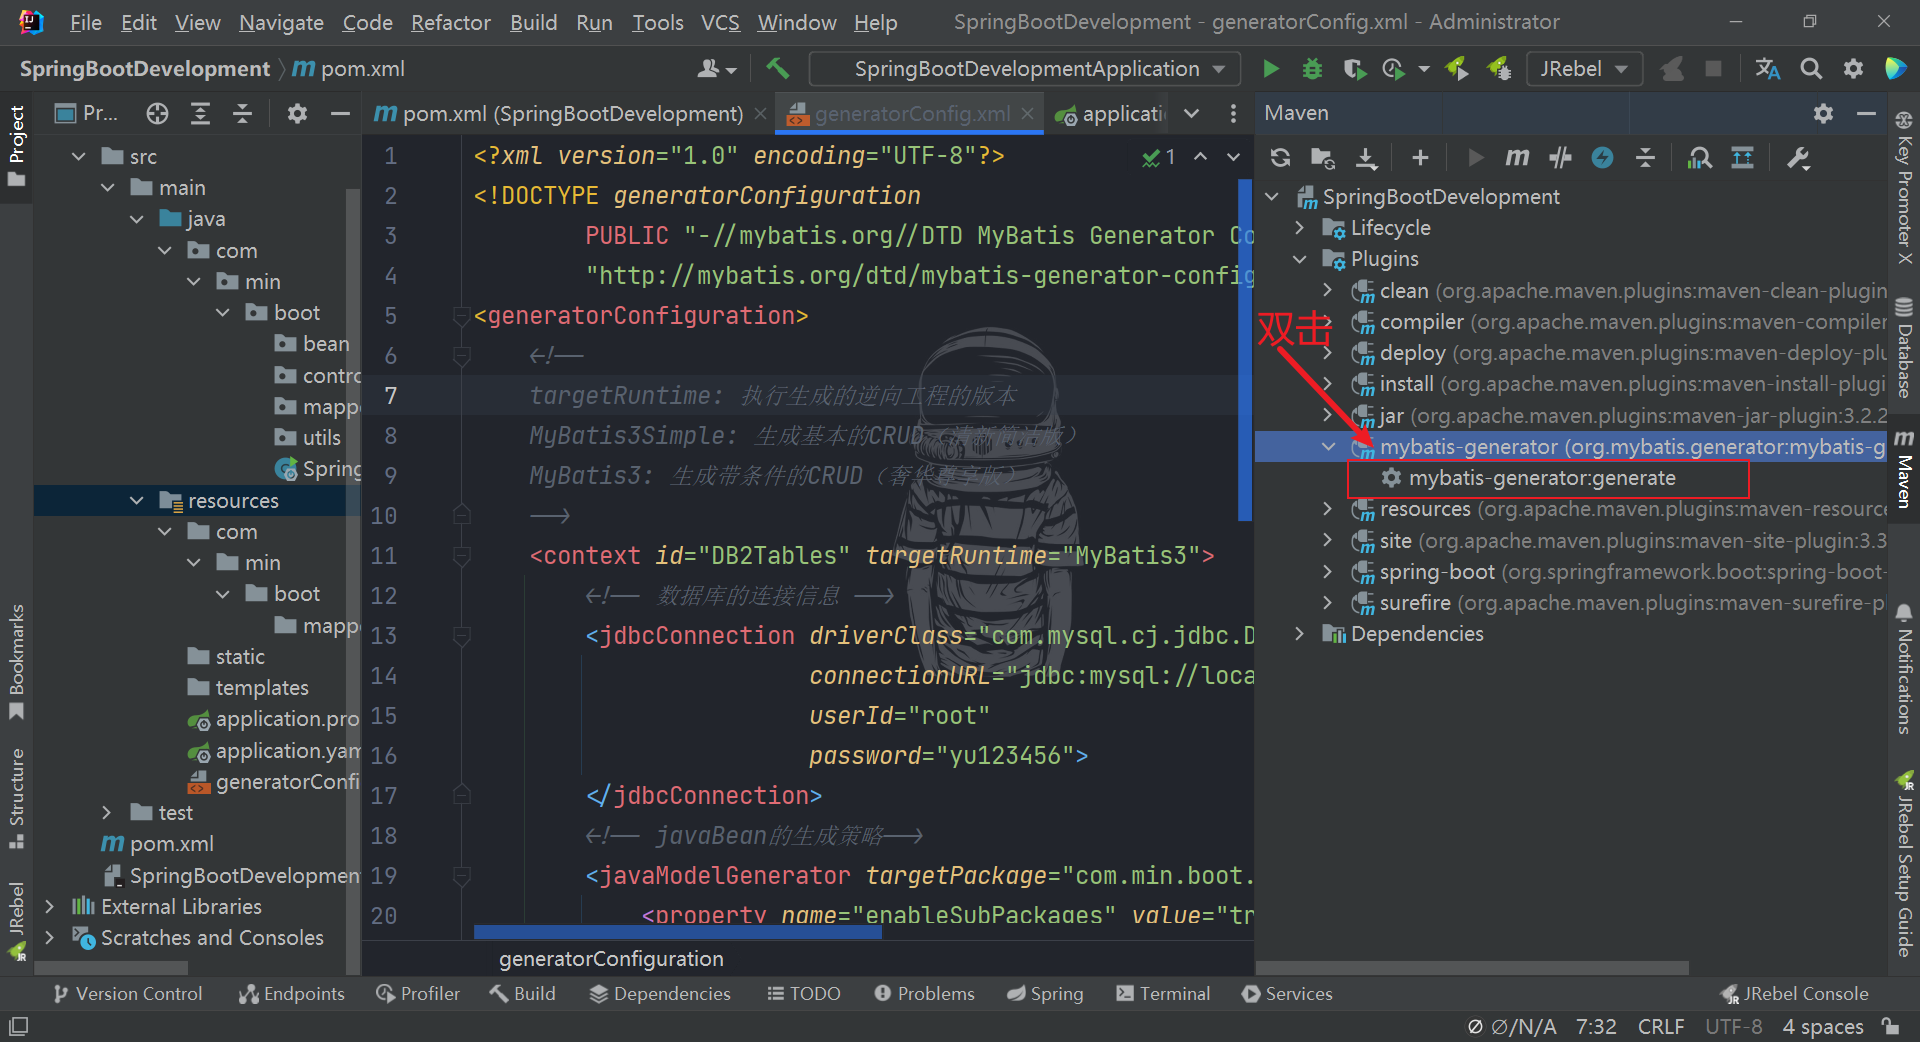 File Edit View Navigate Code Refactor Build Run Tools VCS Window Help SpringBootDevelopment - generatorConfig.xml - Administrator
SpringBootDevelopment pom.xml SpringBootDevelopmentApplication JRebel
Project
Pr...
src
main
java
com
min
boot
bean
contro
mappe
utils
Spring
resources
com
min
boot
mappe
static
templates
application.pro
application.yam
generatorConfi
test
pom.xml
SpringBootDevelopmen
External Libraries
Scratches and Consoles
Bookmarks
Structure
JRebel
pom.xml (SpringBootDevelopment) generatorConfig.xml applicati
1
1 <?xml version="1.0" encoding="UTF-8"?>
2 <!DOCTYPE generatorConfiguration
3 PUBLIC "-//mybatis.org//DTD MyBatis Generator Co
4 "http://mybatis.org/dtd/mybatis-generator-config
5 <generatorConfiguration>
6 <!--
7 targetRuntime: 执行生成的逆向工程的版本
8 MyBatis3Simple: 生成基本的CRUD（清新简洁版）
9 MyBatis3: 生成带条件的CRUD（奢华尊享版）
10 -->
11 <context id="DB2Tables" targetRuntime="MyBatis3">
12 <!-- 数据库的连接信息 -->
13 <jdbcConnection driverClass="com.mysql.cj.jdbc.D
14 connectionURL="jdbc:mysql://loca
15 userId="root"
16 password="yu123456">
17 </jdbcConnection>
18 <!-- javaBean的生成策略-->
19 <javaModelGenerator targetPackage="com.min.boot.
20 <property name="enableSubPackages" value="tr
generatorConfiguration
Maven
SpringBootDevelopment
Lifecycle
Plugins
clean (org.apache.maven.plugins:maven-clean-plugin
compiler (org.apache.maven.plugins:maven-compiler
deploy (org.apache.maven.plugins:maven-deploy-plu
install (org.apache.maven.plugins:maven-install-plugi
jar (org.apache.maven.plugins:maven-jar-plugin:3.2.2
mybatis-generator (org.mybatis.generator:mybatis-g
mybatis-generator:generate
resources (org.apache.maven.plugins:maven-resource
site (org.apache.maven.plugins:maven-site-plugin:3.3
spring-boot (org.springframework.boot:spring-boot-
surefire (org.apache.maven.plugins:maven-surefire-pl
Dependencies
双击
Key Promoter X
Database
Maven
Notifications
JRebel Setup Guide
Version Control Endpoints Profiler Build Dependencies TODO Problems Spring Terminal Services JRebel Console
∅/N/A 7:32 CRLF UTF-8 4 spaces